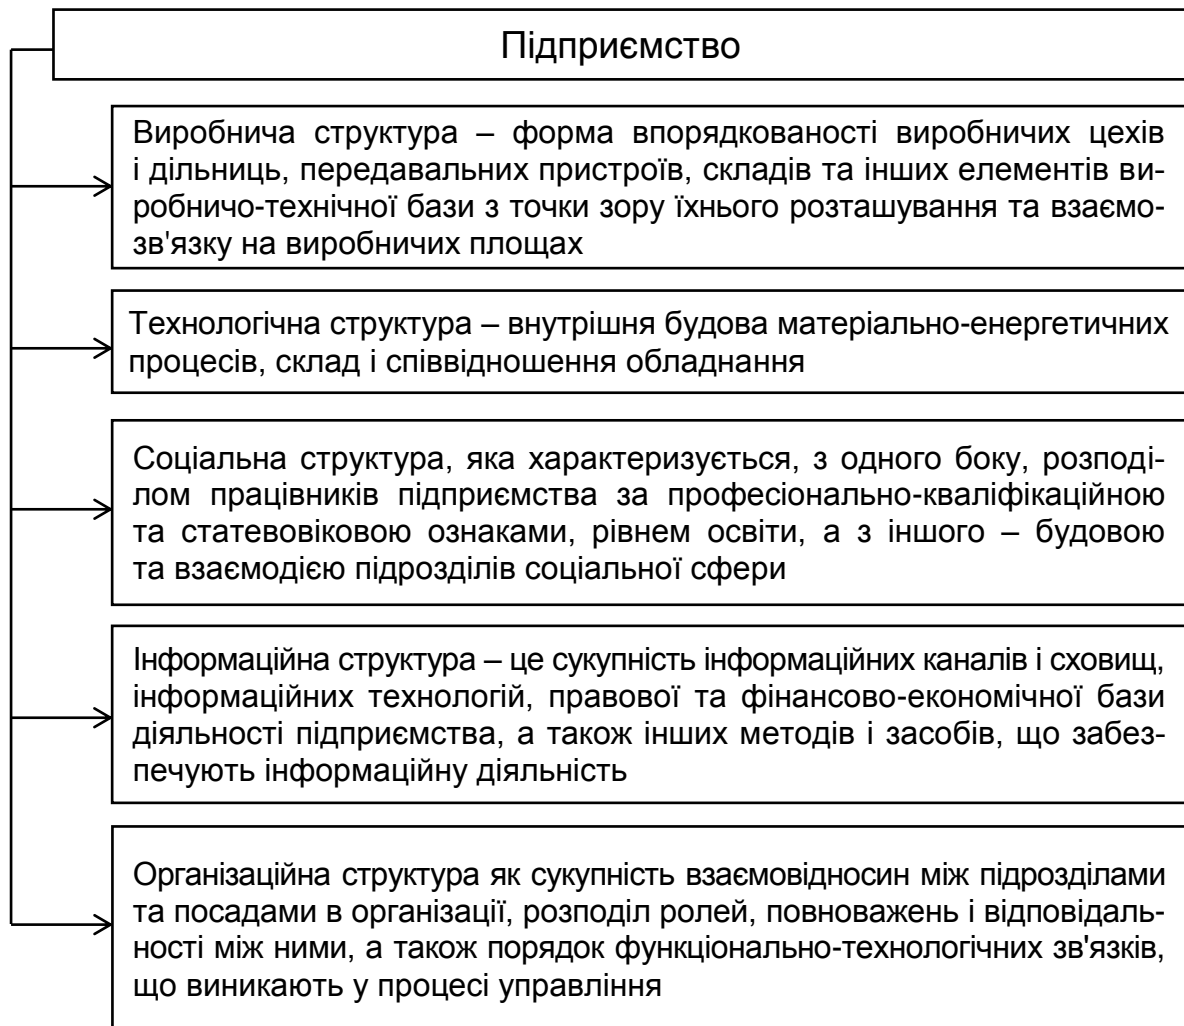 Підприємство
Виробнича структура – форма впорядкованості виробничих цехів
і дільниць, передавальних пристроїв, складів та інших елементів ви-
робничо-технічної бази з точки зору їхнього розташування та взаємо-
зв'язку на виробничих площах
Технологічна структура – внутрішня будова матеріально-енергетичних
процесів, склад і співвідношення обладнання
Соціальна структура, яка характеризується, з одного боку, розподі-
лом працівників підприємства за професіонально-кваліфікаційною
та статевовіковою ознаками, рівнем освіти, а з іншого – будовою
та взаємодією підрозділів соціальної сфери
Інформаційна структура – це сукупність інформаційних каналів і сховищ,
інформаційних технологій, правової та фінансово-економічної бази
діяльності підприємства, а також інших методів і засобів, що забез-
печують інформаційну діяльність
Організаційна структура як сукупність взаємовідносин між підрозділами
та посадами в організації, розподіл ролей, повноважень і відповідаль-
ності між ними, а також порядок функціонально-технологічних зв'язків,
що виникають у процесі управління